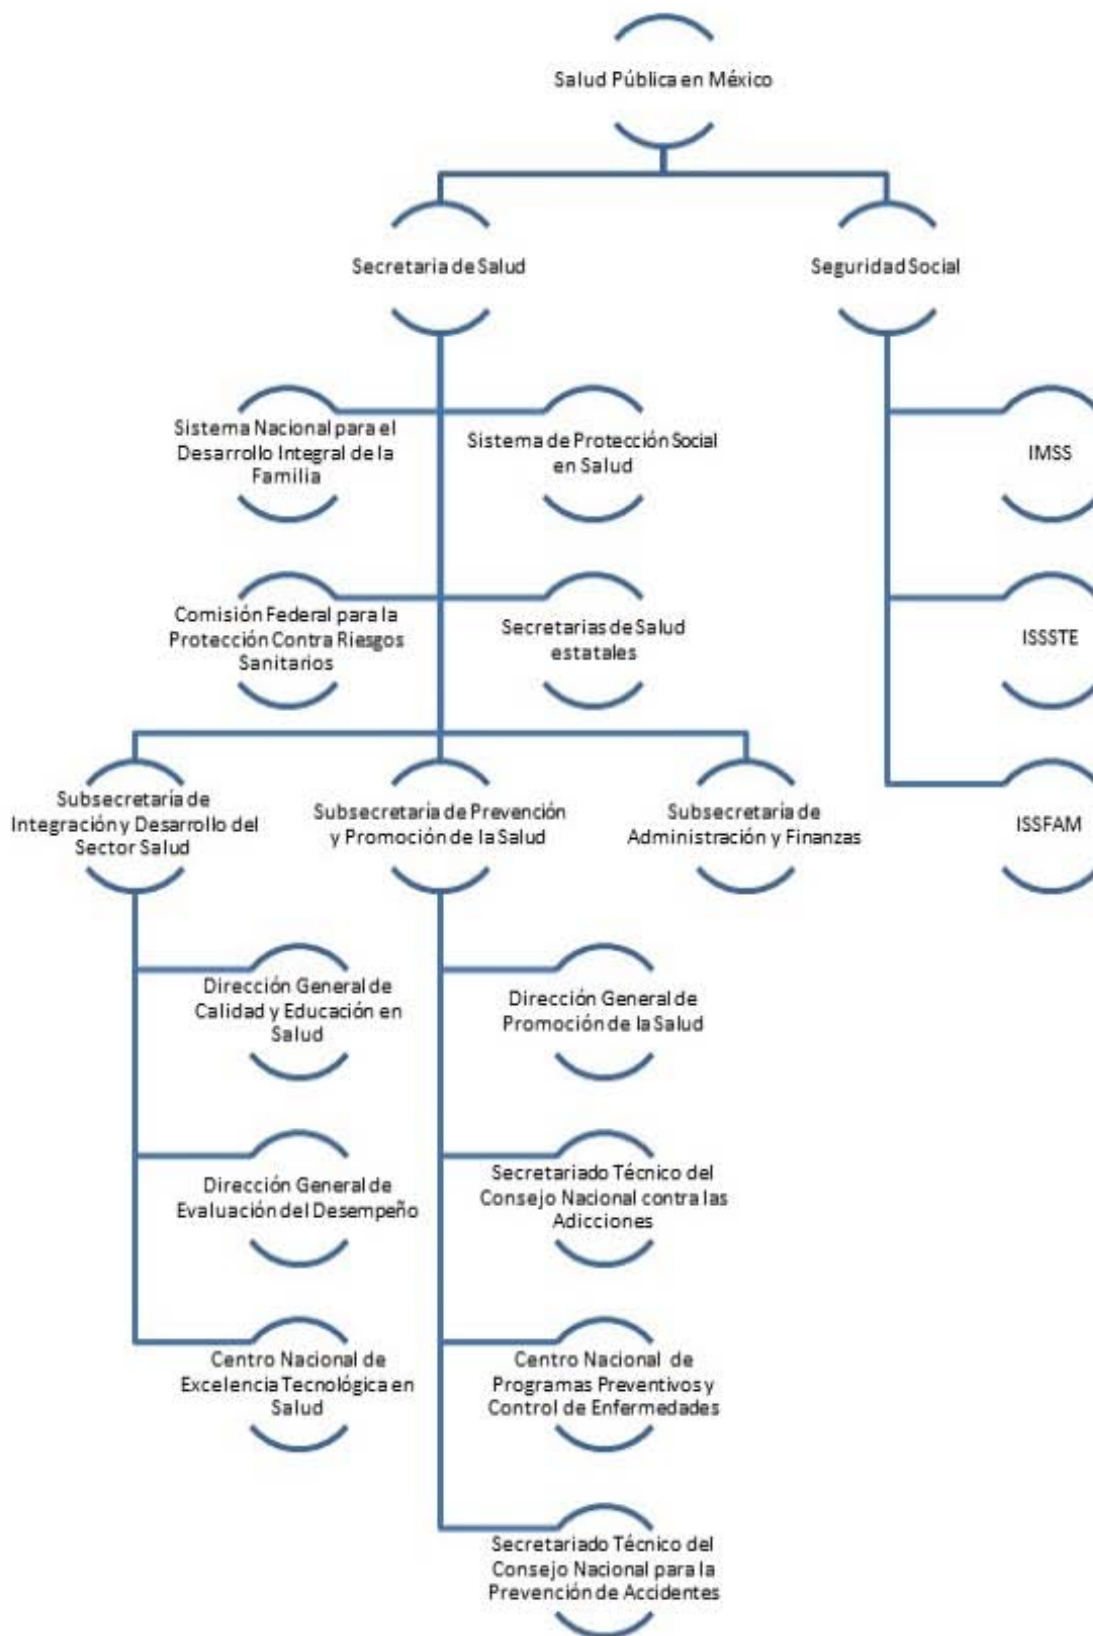 Salud Pública en México
Secretaria de Salud
Seguridad Social
Sistema Nacional para el
Desarrollo Integral de la
Familia
Sistema de Protección Social
en Salud
IMSS
Comisión Federal para la
Protección Contra Riesgos
Sanitarios
Secretarias de Salud
estatales
ISSSTE
Subsecretaría de
Integración y Desarrollo del
Sector Salud
Subsecretaría de Prevención
y Promoción de la Salud
Subsecretaría de
Administración y Finanzas
ISSFAM
Dirección General de
Calidad y Educación en
Salud
Dirección General de
Promoción de la Salud
Dirección General de
Evaluación del Desempeño
Secretariado Técnico del
Consejo Nacional contra las
Adicciones
Centro Nacional de
Excelencia Tecnológica en
Salud
Centro Nacional de
Programas Preventivos y
Control de Enfermedades
Secretariado Técnico del
Consejo Nacional para la
Prevención de Accidentes